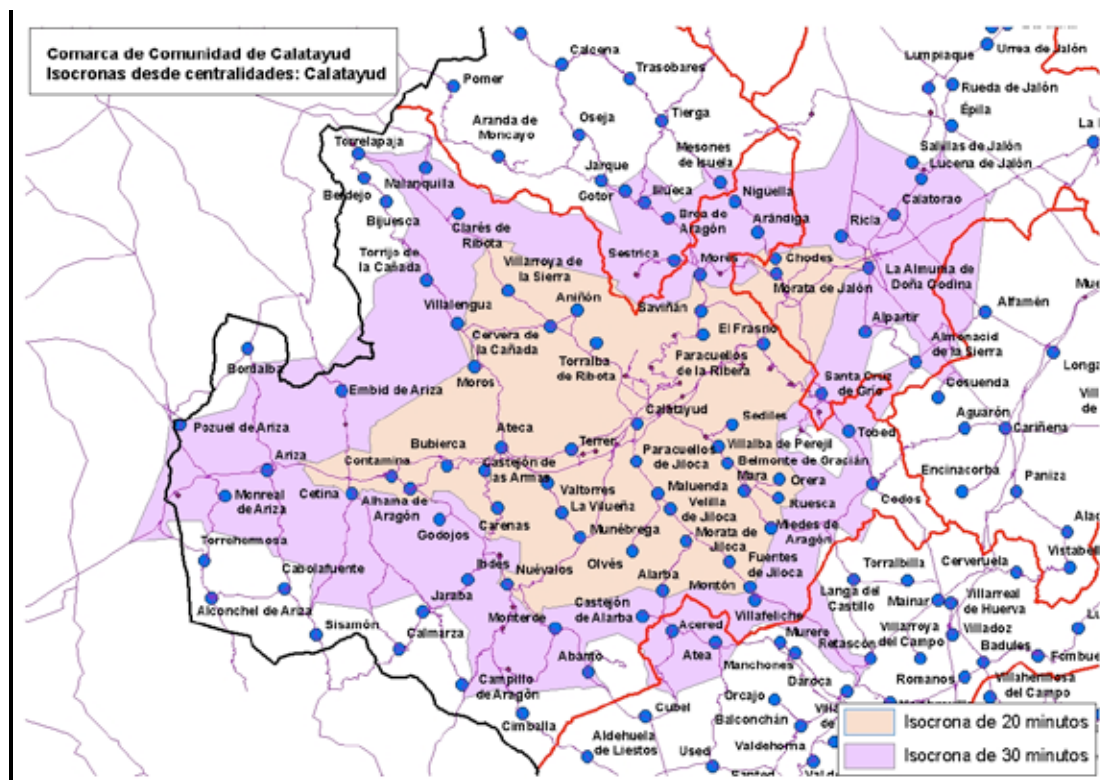 Comarca de Comunidad de Calatayud
Isocronas desde centralidades: Calatayud
Calcena
Lumpiaque
Urrea de Jalón
Pomer
Trasobares
Rueda de Jalón
Épila
Aranda de
Moncayo
Oseja
Tierga
Torrelapaja
Mesones
de Isuela
Salillas de Jalón
Lucena de Jalón
Jarque
Malanquilla
Gotor
Illueca
Nigüella
Calatorao
Berdejo
Bijuesca
Clarés de
Ribota
Brea de
Aragón
Arándiga
Ricla
Torrijo de
la Cañada
Villarroya de
la Sierra
Sestrica
Morés
Chodes
La Almunia de
Doña Godina
Morata de Jalón
Villalengua
Aniñón
Saviñán
Alfamén
Cervera de
la Cañada
El Frasno
Alpartir
Almonacid
de la Sierra
Bordalba
Torralba
de Ribota
Paracuellos
de la Ribera
Moros
Embid de Ariza
Santa Cruz
de Grío
Cosuenda
Pozuel de Ariza
Calatayud
Sediles
Aguarón
Cariñena
Ateca
Bubierca
Terrer
Villalba de Perejil
Tobed
Ariza
Contamina
Castejón de
las Armas
Paracuellos
de Jiloca
Belmonte de Gracián
Mara
Orera
Encinacorba
Paniza
Monreal
de Ariza
Cetina
Alhama de
Aragón
Valtorres
La Vilueña
Maluenda
Velilla
de Jiloca
Ruesca
Codos
Godojos
Carenas
Munébrega
Morata de
Jiloca
Miedes de
Aragón
Torrehermosa
Cabolafuente
Ibdes
Nuévalos
Olvés
Fuentes
de Jiloca
Torralbilla
Cerveruela
Alarba
Montón
Langa del
Castillo
Mainar
Villarreal
de Huerva
Alconchel de Ariza
Jaraba
Monterde
Castejón
de Alarba
Villafeliche
Sisamón
Calmarza
Acered
Murero
Retascón
Villarroya
del Campo
Villadoz
Badules
Abanto
Atea
Manchones
Daroca
Romanos
Villahermosa
del Campo
Campillo
de Aragón
Orcajo
Cimballa
Cubel
Balconchán
Aldehuela
de Liestos
Used
Valdehorna
Isocrona de 20 minutos
Isocrona de 30 minutos